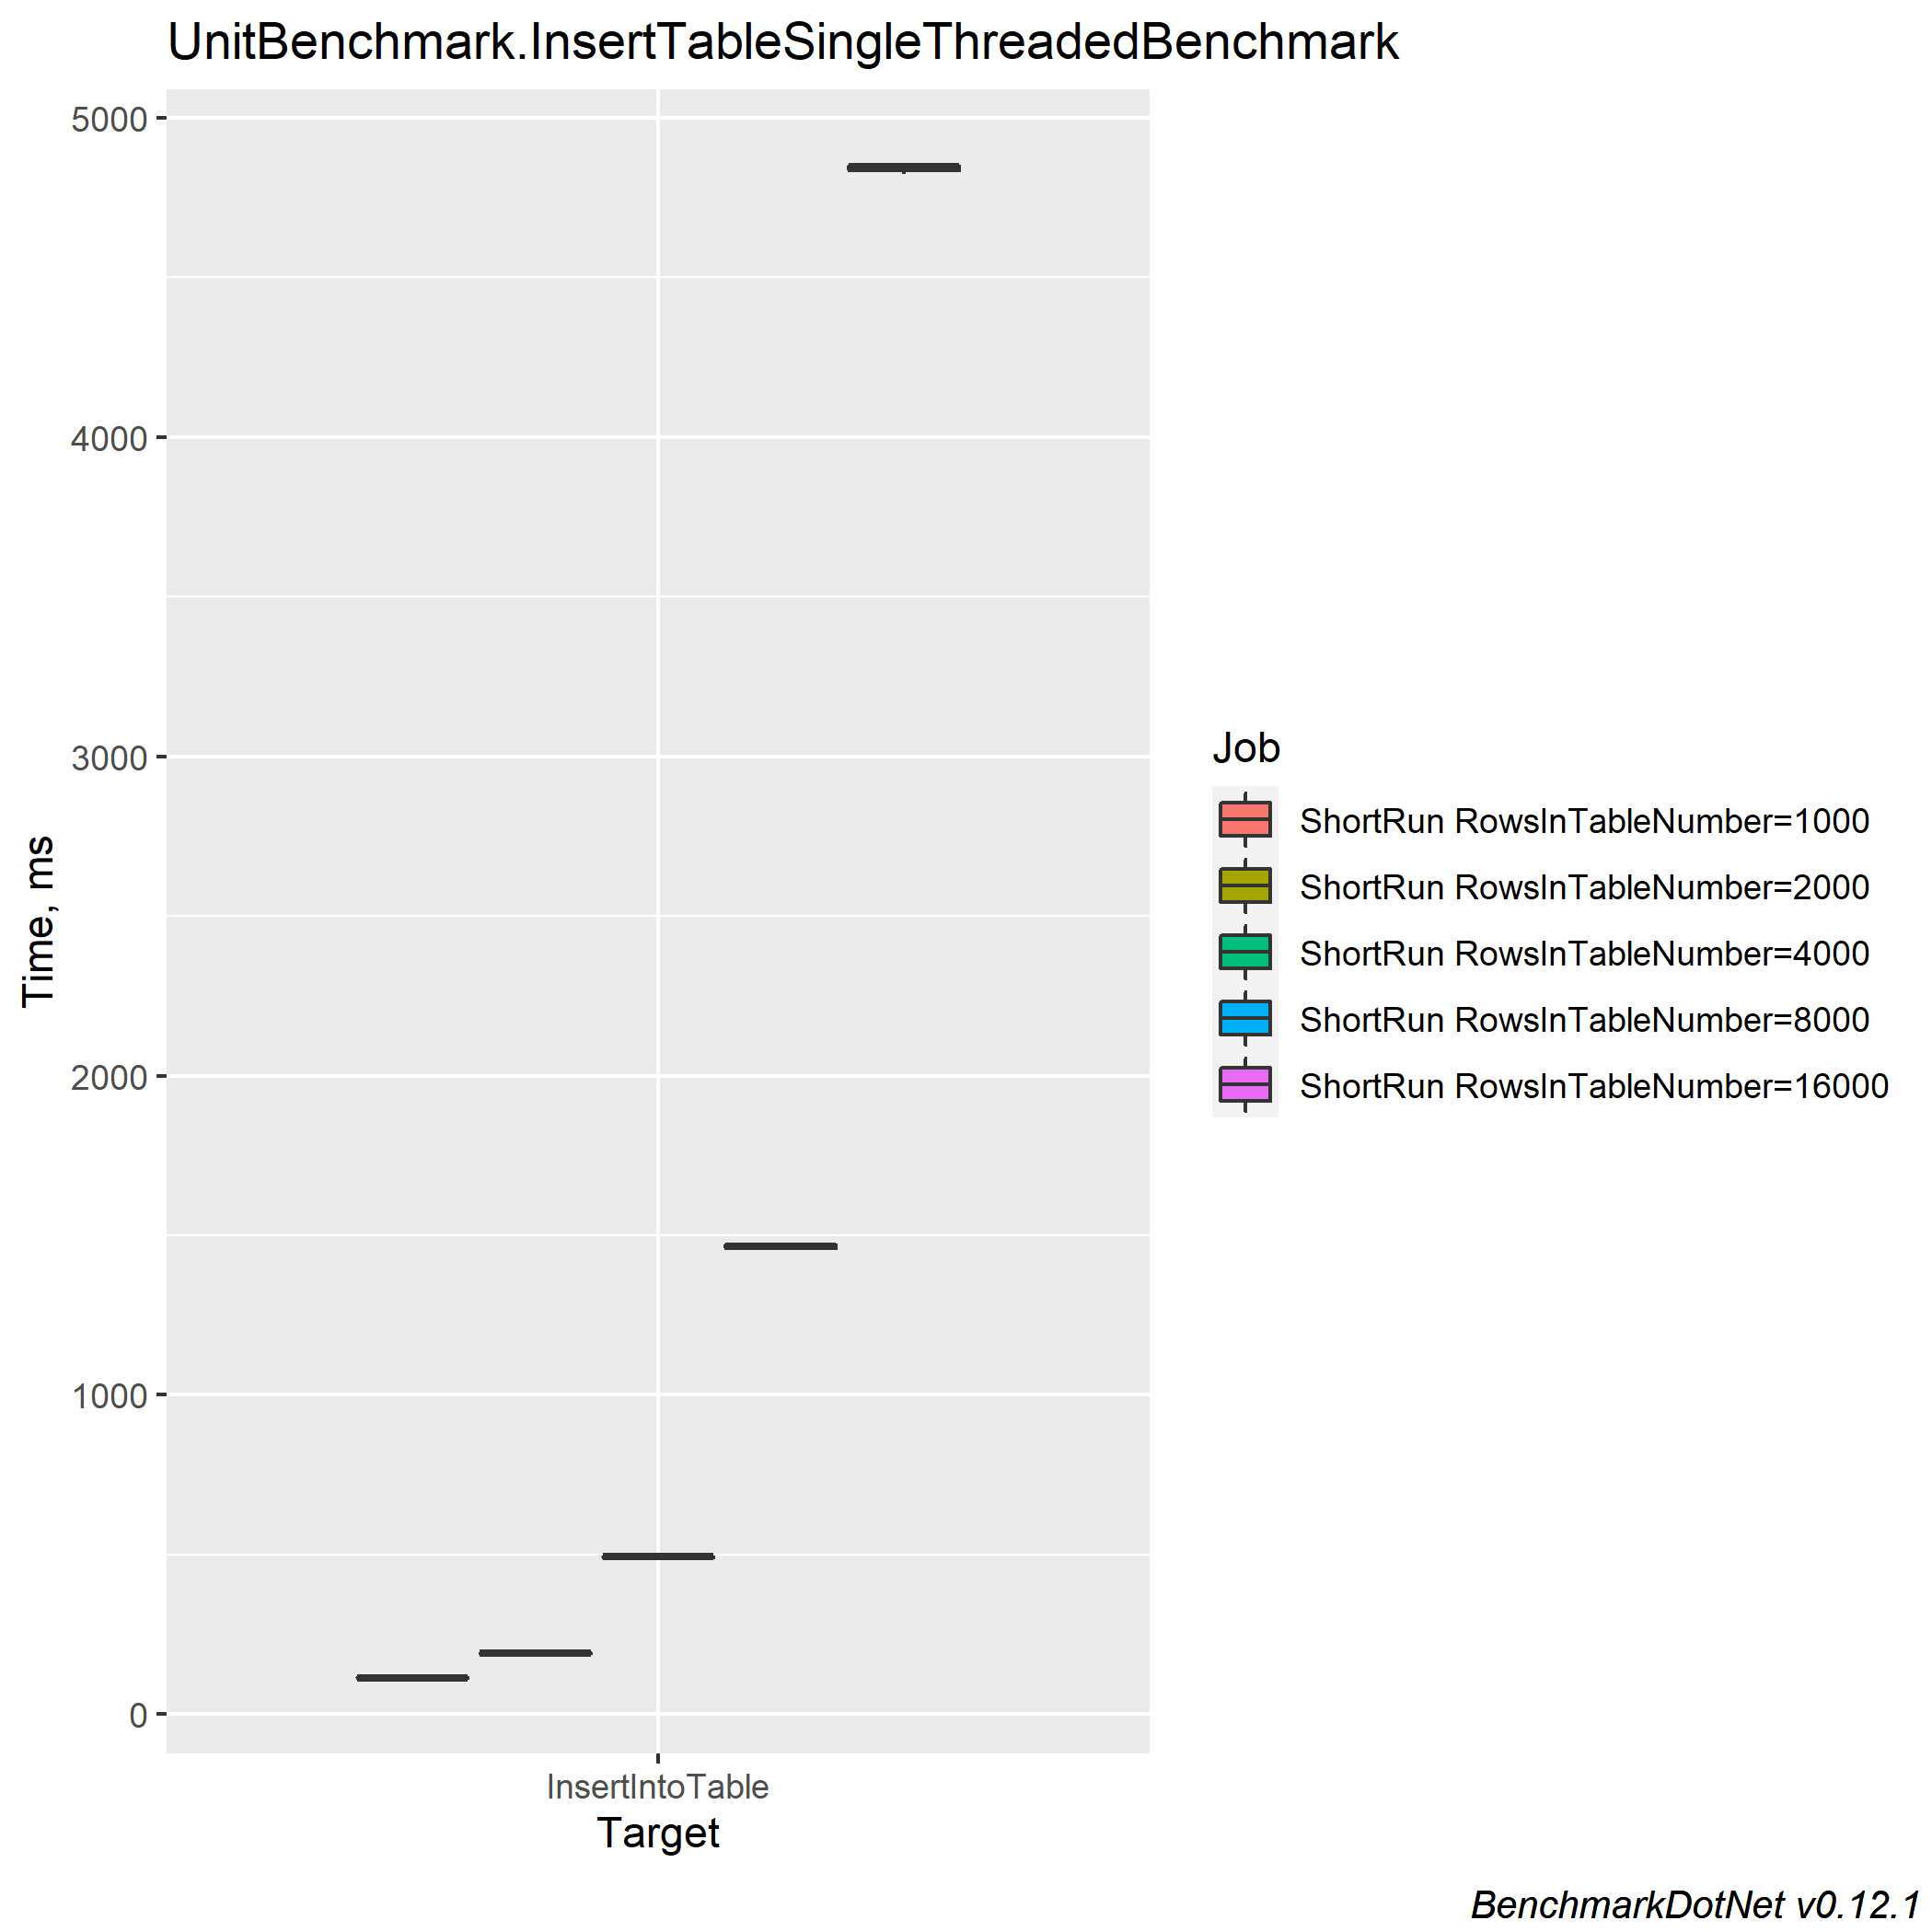 UnitBenchmark.InsertTableSingleThreadedBenchmark
5000
4000
3000
2000
1000
0
Time, ms
InsertIntoTable
Target
Job
ShortRun RowsInTableNumber=1000
ShortRun RowsInTableNumber=2000
ShortRun RowsInTableNumber=4000
ShortRun RowsInTableNumber=8000
ShortRun RowsInTableNumber=16000
BenchmarkDotNet v0.12.1